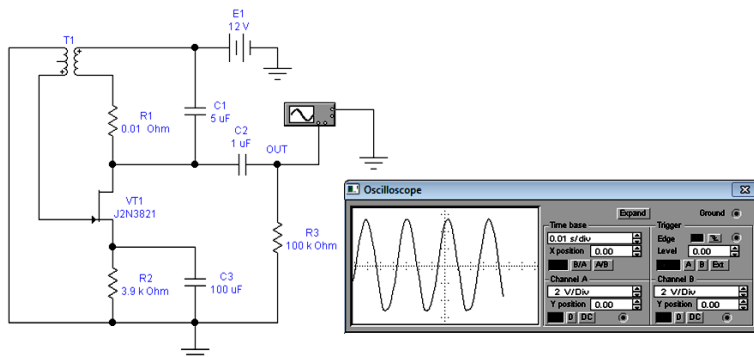 T1
E1
12 V
R1
0.01 Ohm
C1
5 uF
C2
1 uF
OUT
VT1
J2N3821
R2
3.9 k Ohm
C3
100 uF
R3
100 k Ohm
Oscilloscope
Expand
Ground
Time base
0.01 s/div
X position 0.00
B/A A/B
Trigger
Edge
Level 0.00
A B Ext
Channel A
2 V/Div
Y position 0.00
0 DC
Channel B
2 V/Div
Y position 0.00
0 DC